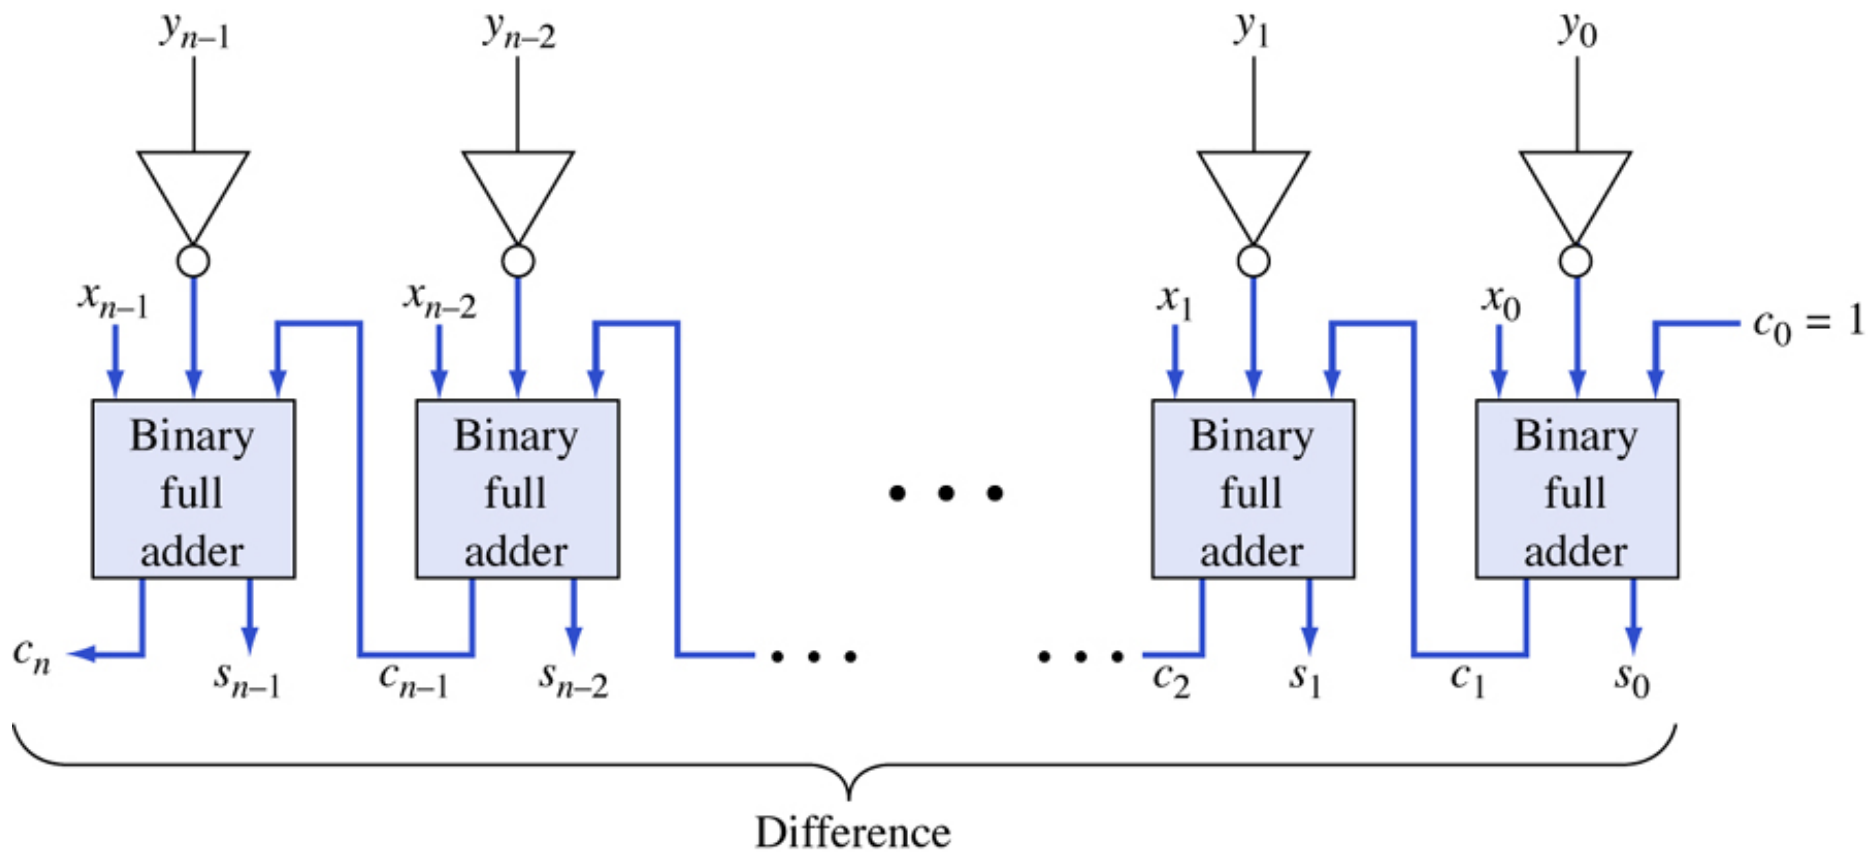 yₙ₋₁ yₙ₋₂ y₁ y₀
xₙ₋₁ xₙ₋₂ x₁ x₀ c₀ = 1
Binary Binary Binary Binary
full full • • • full full
adder adder adder adder
cₙ sₙ₋₁ cₙ₋₁ sₙ₋₂ • • • • • • c₂ s₁ c₁ s₀
Difference